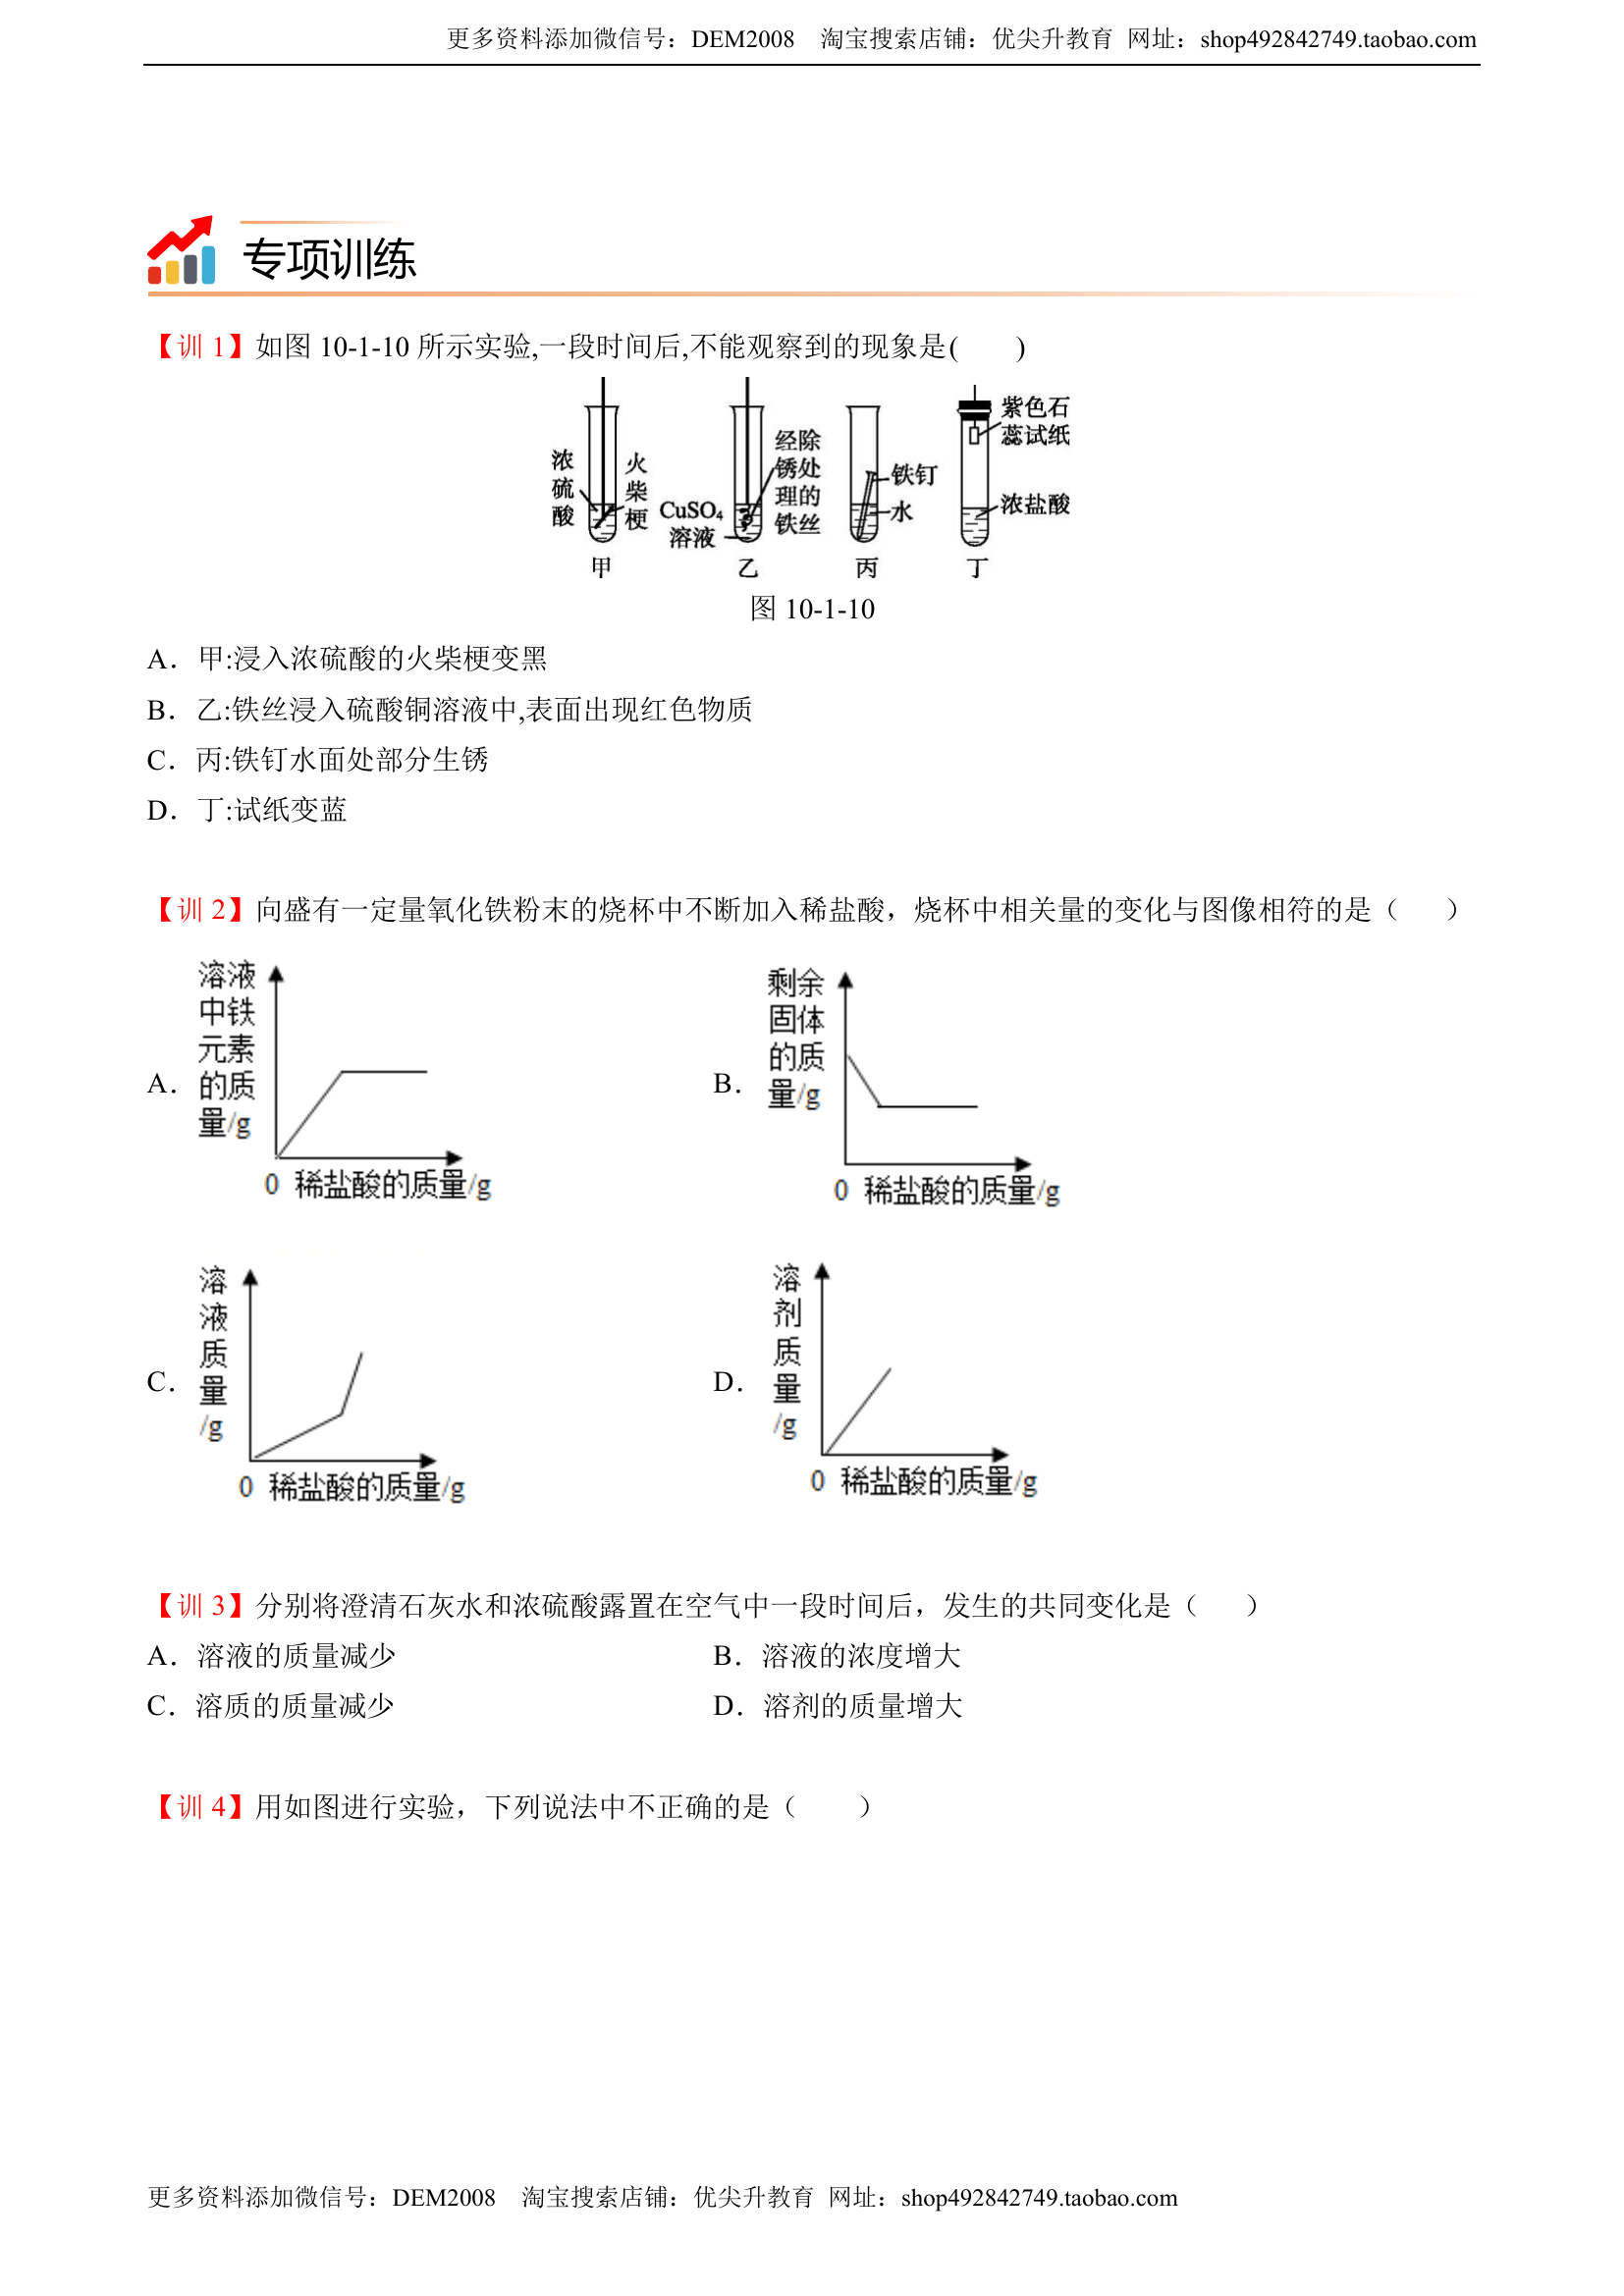 更多资料添加微信号：DEM2008 淘宝搜索店铺：优尖升教育 网址：shop492842749.taobao.com
专项训练
【训 1】如图 10-1-10 所示实验,一段时间后,不能观察到的现象是( )
浓硫酸
火柴梗
甲
CuSO₄
溶液
经除
锈处
理的
铁丝
乙
铁钉
水
丙
紫色石
蕊试纸
浓盐酸
丁
图 10-1-10
A．甲:浸入浓硫酸的火柴梗变黑
B．乙:铁丝浸入硫酸铜溶液中,表面出现红色物质
C．丙:铁钉水面处部分生锈
D．丁:试纸变蓝
【训 2】向盛有一定量氧化铁粉末的烧杯中不断加入稀盐酸，烧杯中相关量的变化与图像相符的是（ ）
A．
溶液
中铁
元素
的质
量/g
0 稀盐酸的质量/g
B．
剩余
固体
的质
量/g
0 稀盐酸的质量/g
C．
溶
液
质
量
/g
0 稀盐酸的质量/g
D．
溶
剂
质
量
/g
0 稀盐酸的质量/g
【训 3】分别将澄清石灰水和浓硫酸露置在空气中一段时间后，发生的共同变化是（ ）
A．溶液的质量减少 B．溶液的浓度增大
C．溶质的质量减少 D．溶剂的质量增大
【训 4】用如图进行实验，下列说法中不正确的是（ ）
更多资料添加微信号：DEM2008 淘宝搜索店铺：优尖升教育 网址：shop492842749.taobao.com